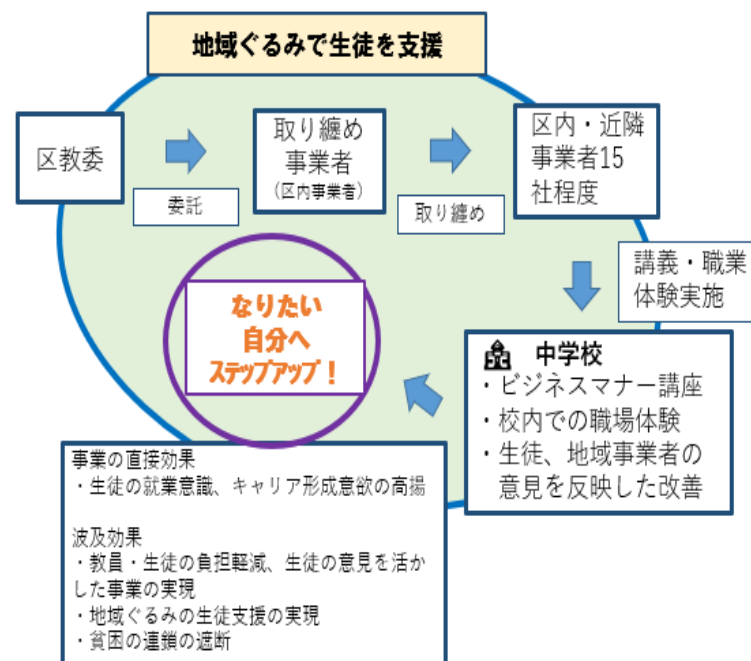 地域ぐるみで生徒を支援
区教委
委託
取り纏め
事業者
(区内事業者)
取り纏め
区内・近隣
事業者15
社程度
講義・職業
体験実施
中学校
・ビジネスマナー講座
・校内での職場体験
・生徒、地域事業者の
意見を反映した改善
なりたい
自分へ
ステップアップ！
事業の直接効果
・生徒の就業意識、キャリア形成意欲の高揚
波及効果
・教員・生徒の負担軽減、生徒の意見を活か
した事業の実現
・地域ぐるみの生徒支援の実現
・貧困の連鎖の遮断